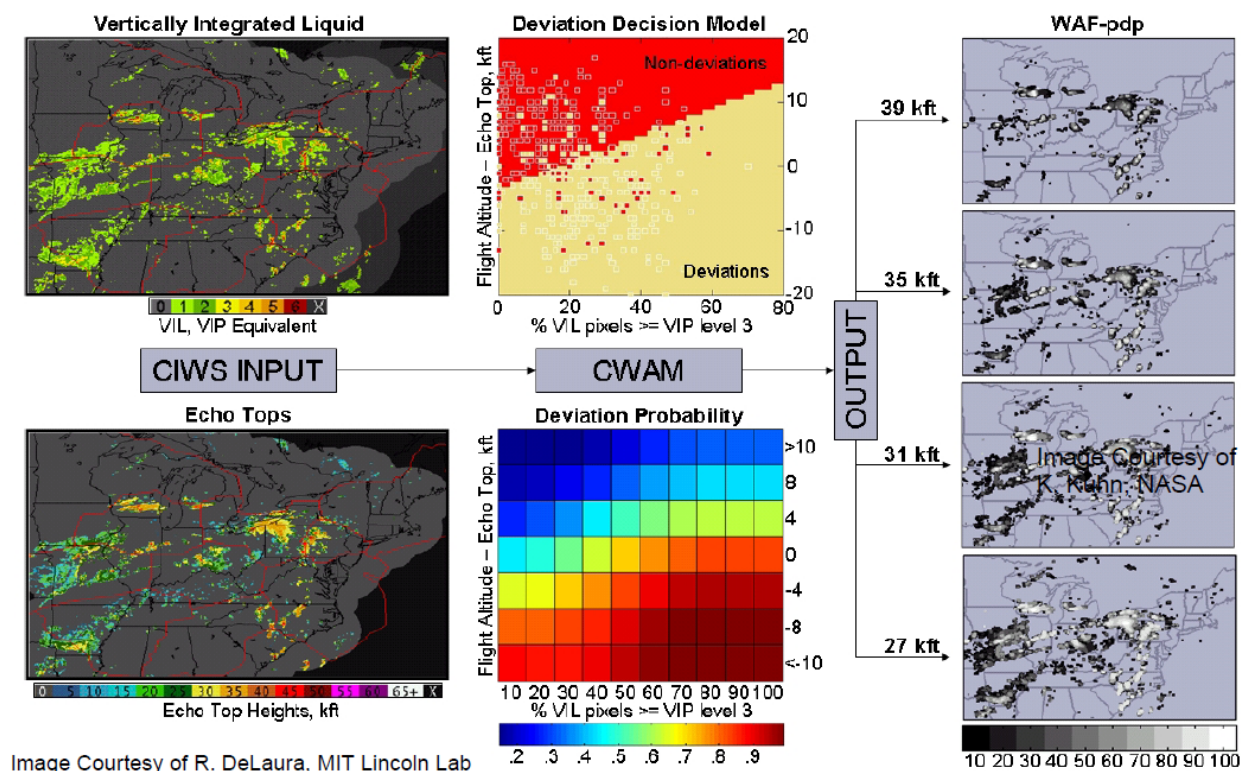 Vertically Integrated Liquid
0 1 2 3 4 5 6 X
VIL, VIP Equivalent
CIWS INPUT
Echo Tops
0 5 10 15 20 25 30 35 40 45 50 55 60 65+ X
Echo Top Heights, kft
Image Courtesy of R. DeLaura, MIT Lincoln Lab
Deviation Decision Model
Flight Altitude – Echo Top, kft
Non-deviations
Deviations
20
10
0
-10
-20
0 20 40 60 80
% VIL pixels >= VIP level 3
CWAM
Deviation Probability
Flight Altitude – Echo Top, kft
>10
8
4
0
-4
-8
<-10
10 20 30 40 50 60 70 80 90 100
% VIL pixels >= VIP level 3
.2 .3 .4 .5 .6 .7 .8 .9
OUTPUT
WAF-pdp
39 kft
35 kft
31 kft
27 kft
Image Courtesy of
K. Kuhn, NASA
10 20 30 40 50 60 70 80 90 100